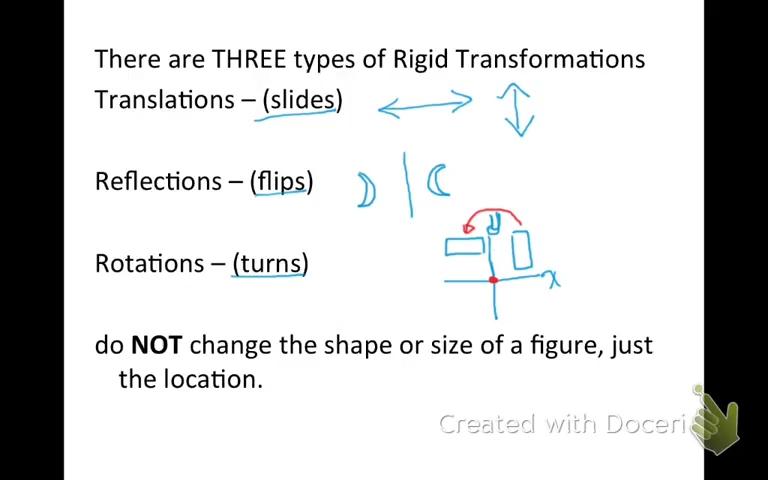 There are THREE types of Rigid Transformations
Translations – (slides)
Reflections – (flips)
y
Rotations – (turns)
x
do NOT change the shape or size of a figure, just
the location.
Created with Doceri